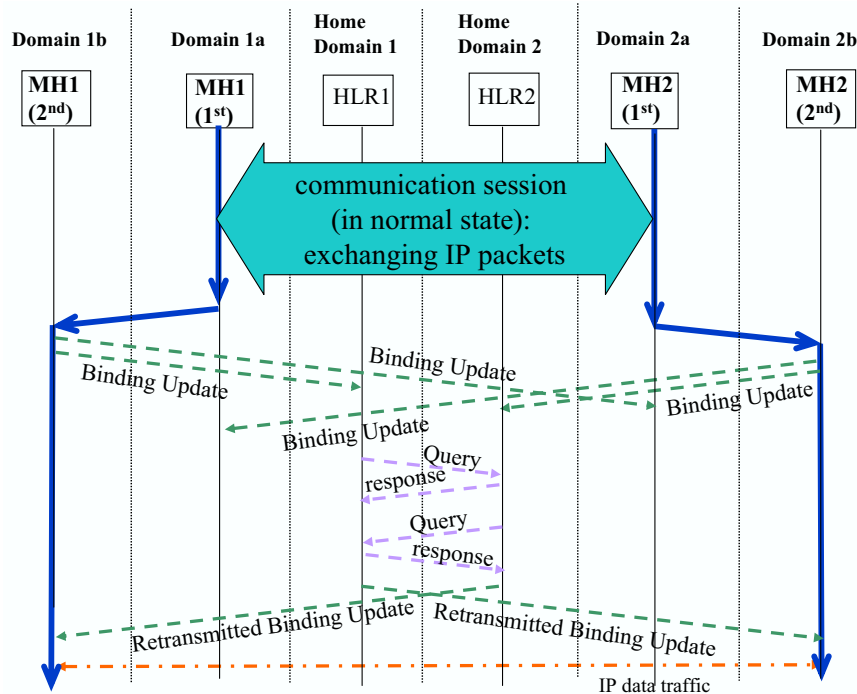 Domain 1b
Domain 1a
Home
Domain 1
Home
Domain 2
Domain 2a
Domain 2b
MH1
(2nd)
MH1
(1st)
HLR1
HLR2
MH2
(1st)
MH2
(2nd)
communication session
(in normal state):
exchanging IP packets
Binding Update
Binding Update
Binding Update
Binding Update
Query
response
Query
response
Retransmitted Binding Update
Retransmitted Binding Update
IP data traffic